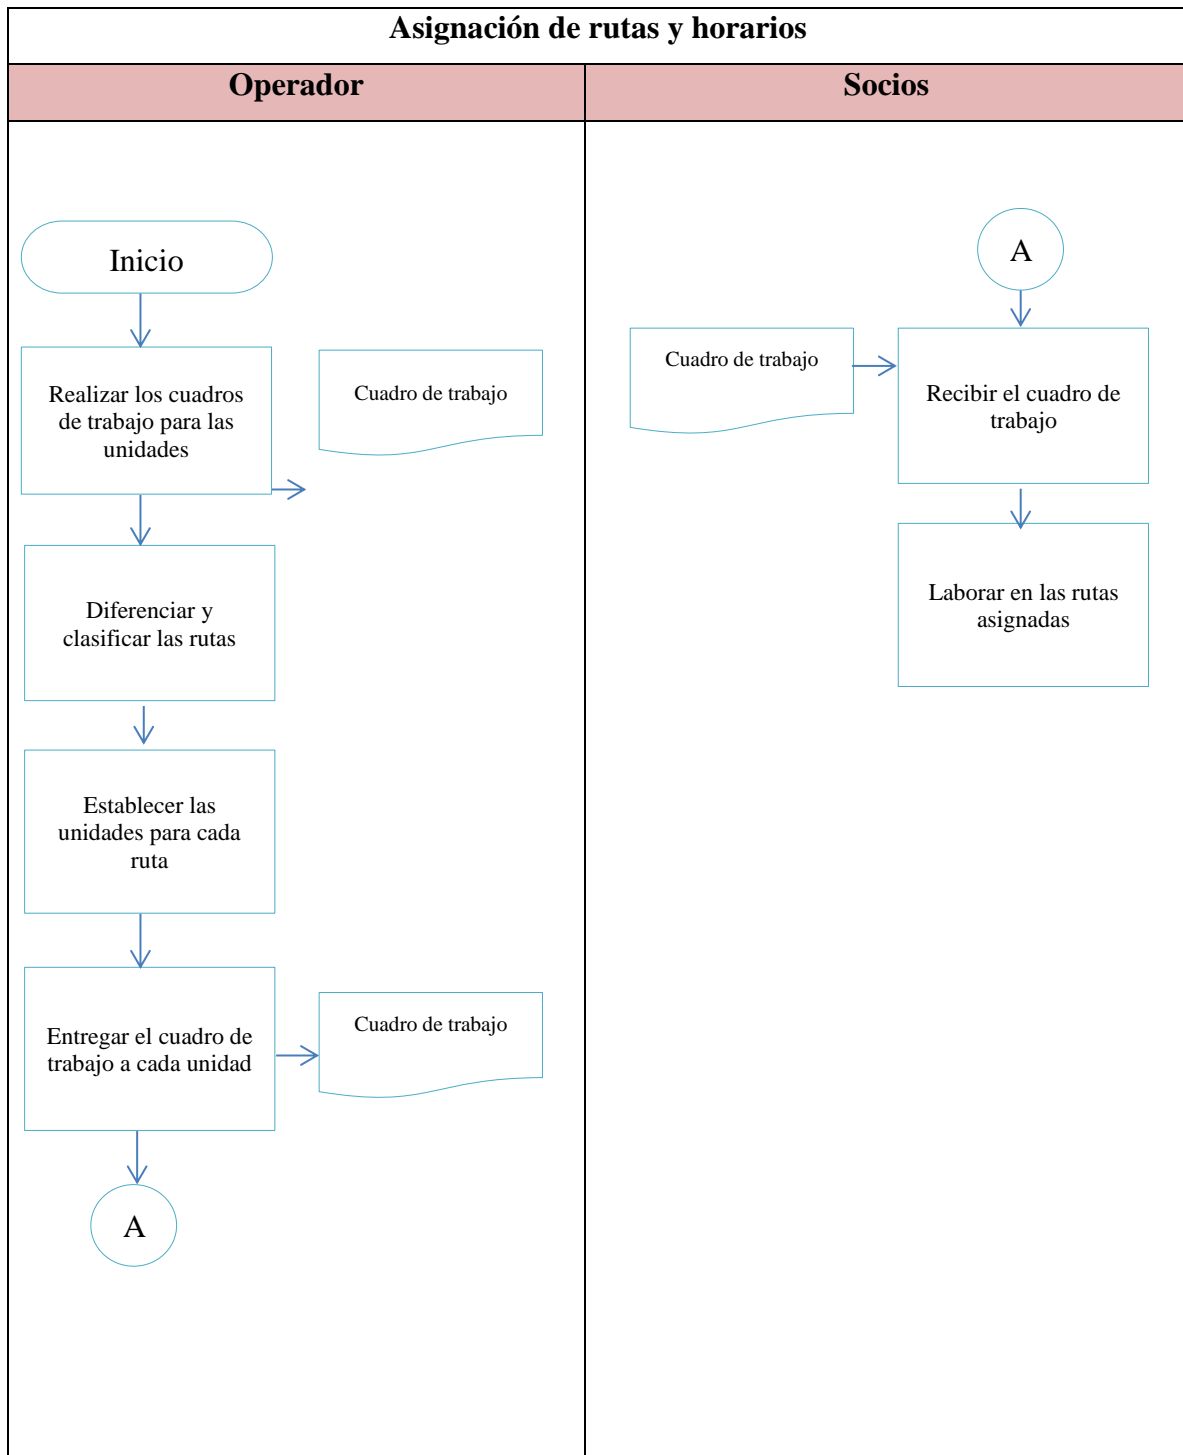 Asignación de rutas y horarios
Operador
Socios
Inicio
Realizar los cuadros
de trabajo para las
unidades
Cuadro de trabajo
Diferenciar y
clasificar las rutas
Establecer las
unidades para cada
ruta
Entregar el cuadro de
trabajo a cada unidad
Cuadro de trabajo
A
A
Cuadro de trabajo
Recibir el cuadro de
trabajo
Laborar en las rutas
asignadas